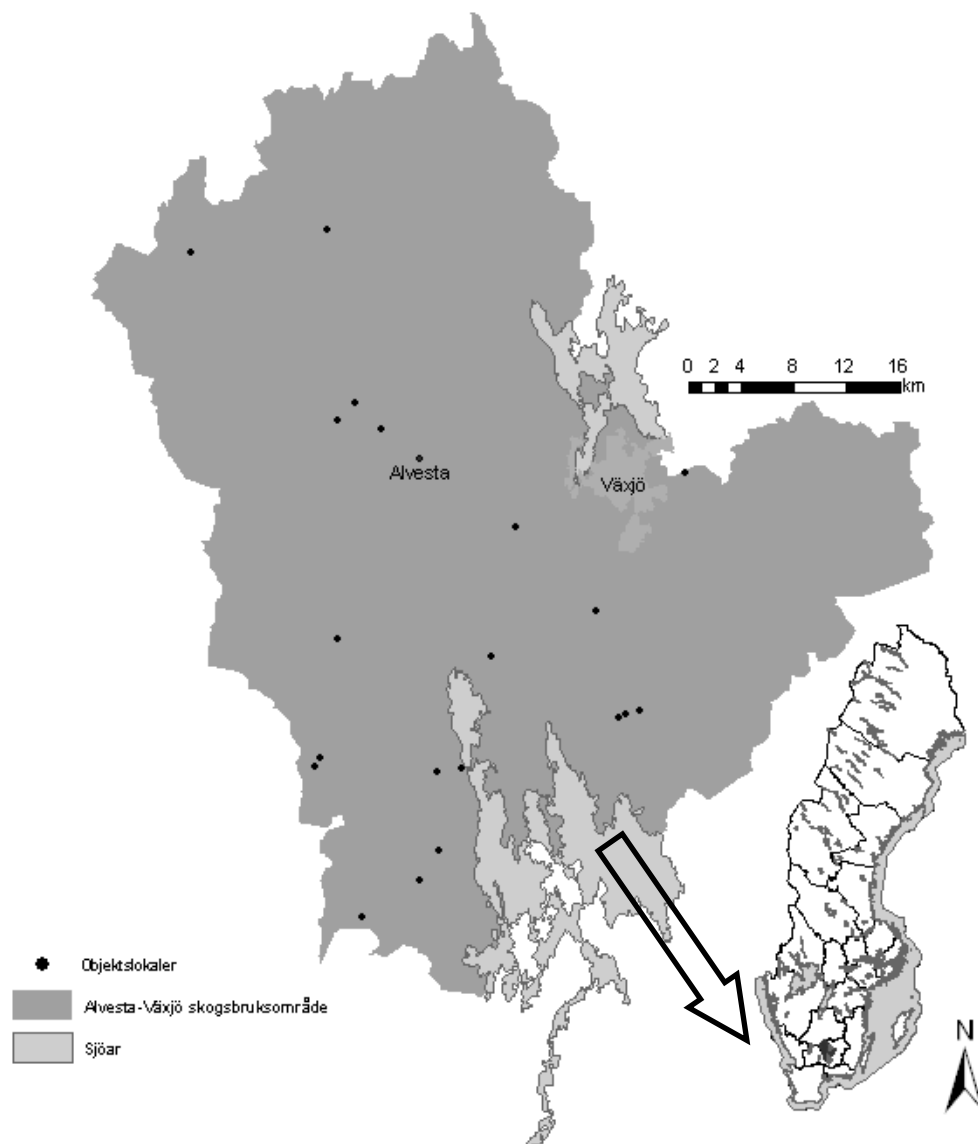 0 2 4 8 12 16
km
Alvesta
Växjö
Objektslokaler
Alvesta-Växjö skogsbruksområde
Sjöar
N